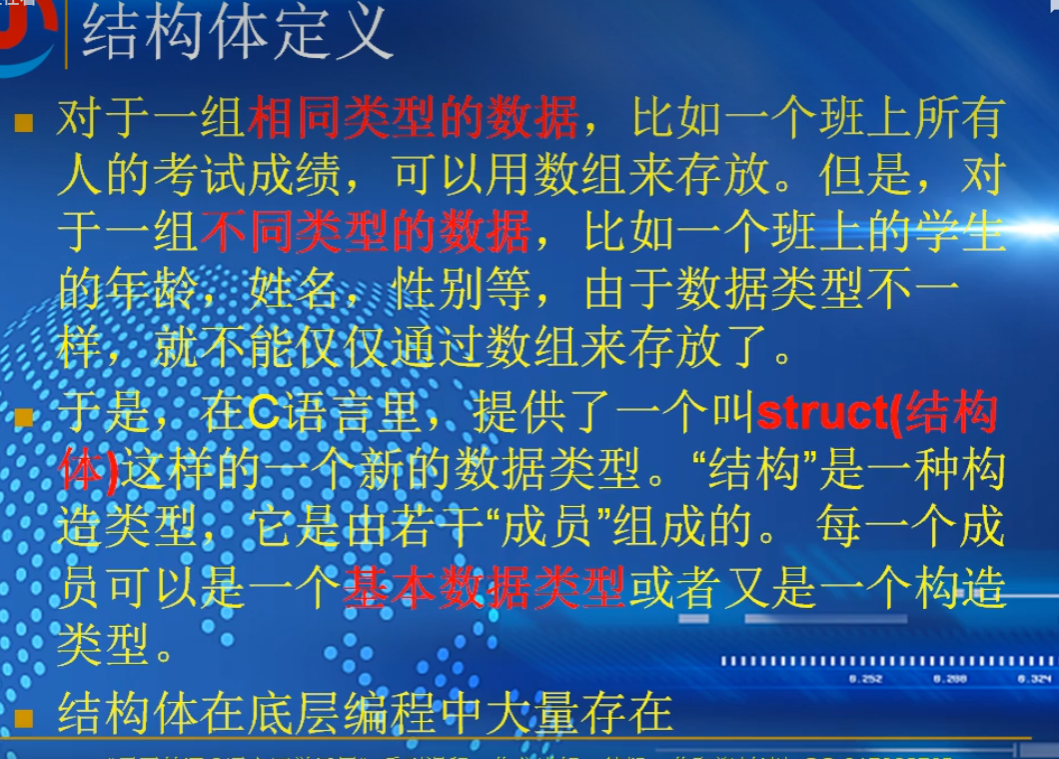 结构体定义
对于一组相同类型的数据，比如一个班上所有
人的考试成绩，可以用数组来存放。但是，对
于一组不同类型的数据，比如一个班上的学生
的年龄，姓名，性别等，由于数据类型不一
样，就不能仅仅通过数组来存放了。
于是，在C语言里，提供了一个叫struct(结构
体)这样的一个新的数据类型。“结构”是一种构
造类型，它是由若干“成员”组成的。 每一个成
员可以是一个基本数据类型或者又是一个构造
类型。
0.252 0.288 0.324
结构体在底层编程中大量存在